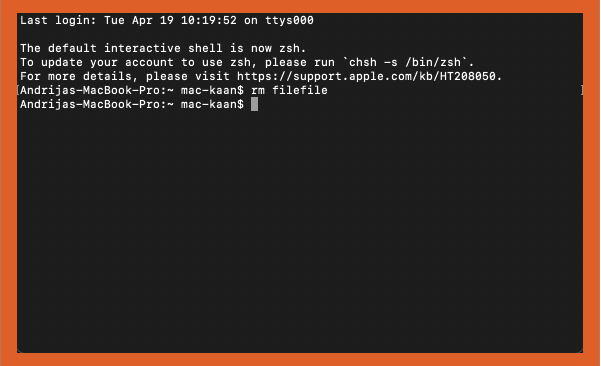 Last login: Tue Apr 19 10:19:52 on ttys000
The default interactive shell is now zsh.
To update your account to use zsh, please run `chsh -s /bin/zsh`.
For more details, please visit https://support.apple.com/kb/HT208050.
[Andrijas-MacBook-Pro:~ mac-kaan$ rm filefile ]
Andrijas-MacBook-Pro:~ mac-kaan$